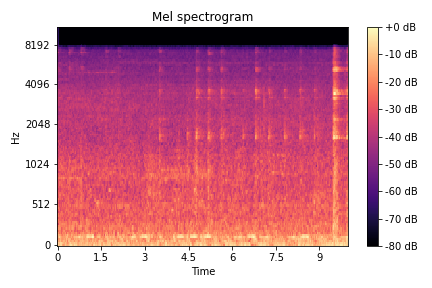 Mel spectrogram
+0 dB
8192
-10 dB
4096
-20 dB
-30 dB
2048
Hz
-40 dB
1024
-50 dB
512
-60 dB
-70 dB
0
-80 dB
0 1.5 3 4.5 6 7.5 9
Time